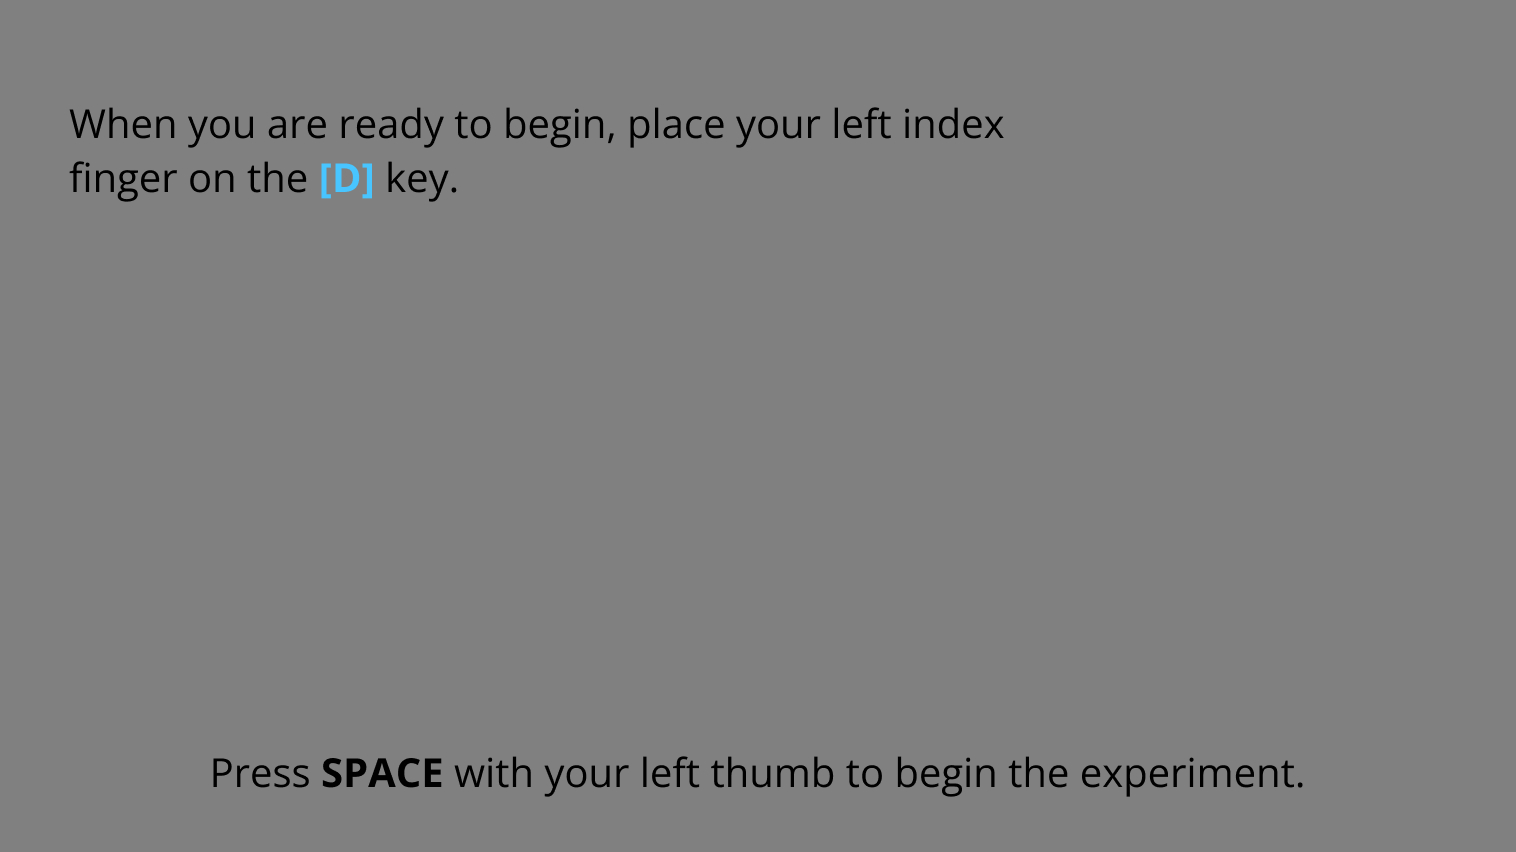 When you are ready to begin, place your left index
finger on the [D] key.
Press SPACE with your left thumb to begin the experiment.